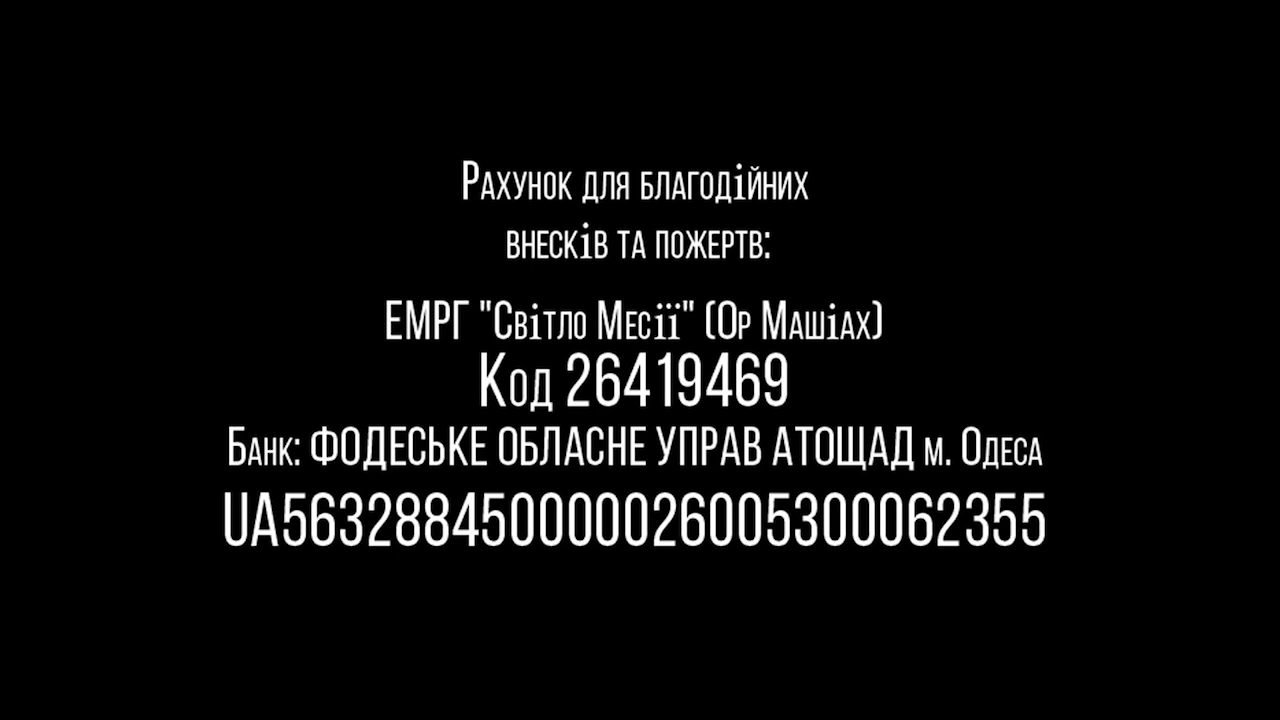 Рахунок для благодійних
внесків та пожертв:
ЕМРГ "Світло Месії" (Ор Машіах)
Код 26419469
Банк: ФОДЕСЬКЕ ОБЛАСНЕ УПРАВ АТОЩАД м. Одеса
UA563288450000026005300062355